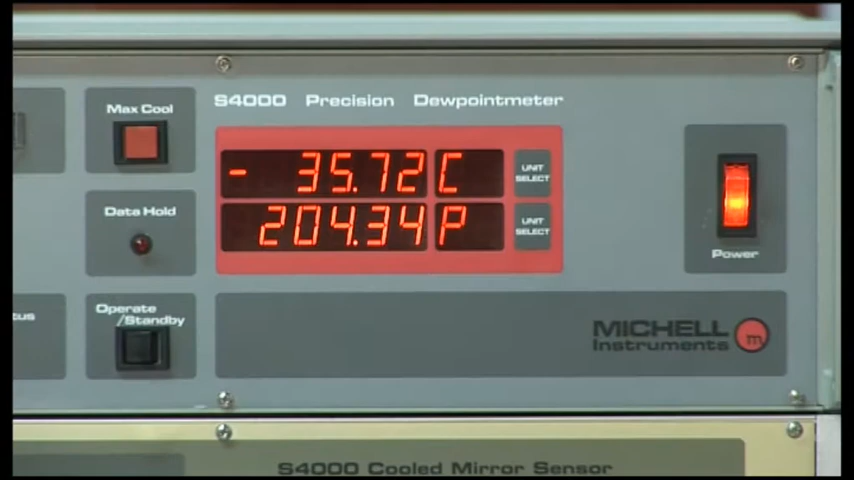 S4000 Precision Dewpointmeter
Max Cool
- 35.72 C
UNIT
SELECT
Data Hold
204.34 P
UNIT
SELECT
Power
Operate
/Standby
MICHELL
Instruments
m
S4000 Cooled Mirror Sensor